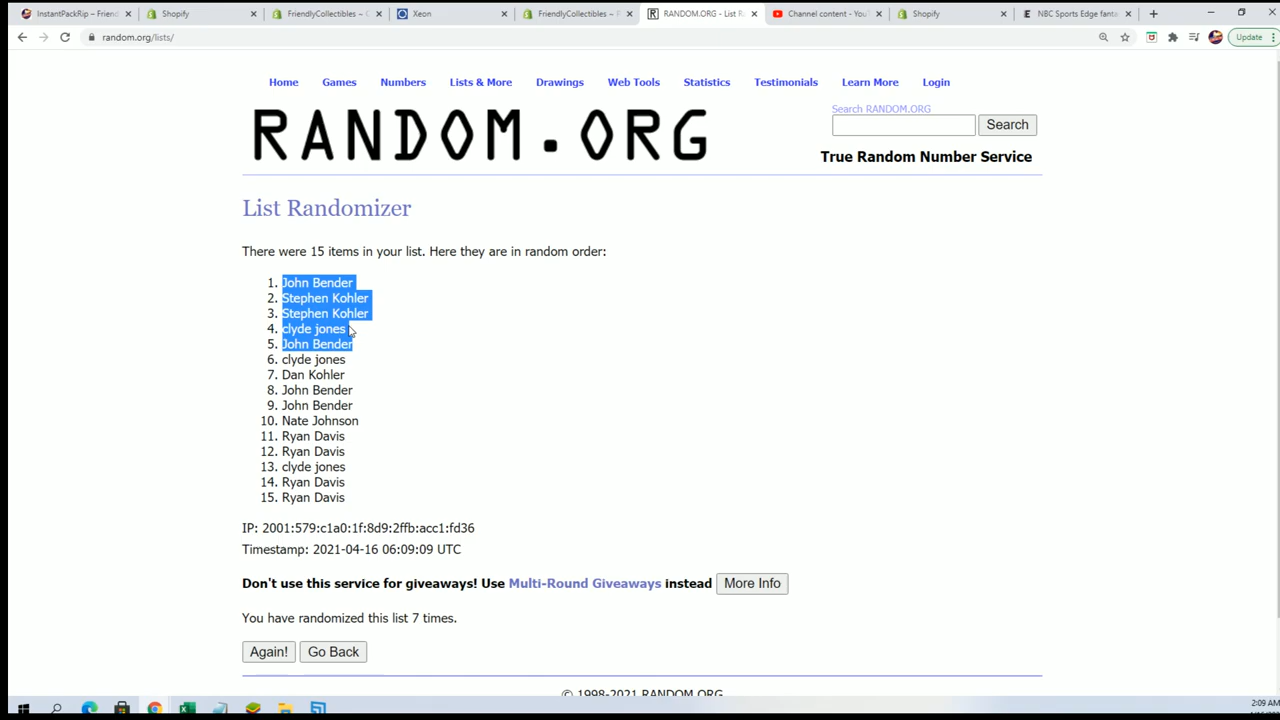 InstantPackRip – Friend
Shopify
FriendlyCollectibles ~ C
Xeon
FriendlyCollectibles ~ P
RANDOM.ORG - List R
Channel content - You
Shopify
NBC Sports Edge fanta
random.org/lists/
Update
Home Games Numbers Lists & More Drawings Web Tools Statistics Testimonials Learn More Login
RANDOM.ORG
Search RANDOM.ORG
Search
True Random Number Service
List Randomizer
There were 15 items in your list. Here they are in random order:
1. John Bender
2. Stephen Kohler
3. Stephen Kohler
4. clyde jones
5. John Bender
6. clyde jones
7. Dan Kohler
8. John Bender
9. John Bender
10. Nate Johnson
11. Ryan Davis
12. Ryan Davis
13. clyde jones
14. Ryan Davis
15. Ryan Davis
IP: 2001:579:c1a0:1f:8d9:2ffb:acc1:fd36
Timestamp: 2021-04-16 06:09:09 UTC
Don't use this service for giveaways! Use Multi-Round Giveaways instead More Info
You have randomized this list 7 times.
Again! Go Back
© 1998-2021 RANDOM.ORG
2:09 AM